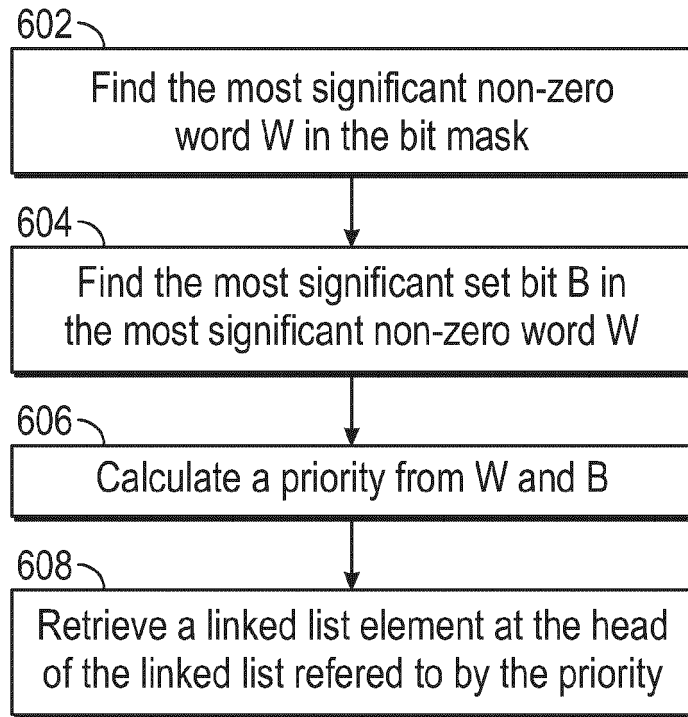 602
Find the most significant non-zero
word W in the bit mask
604
Find the most significant set bit B in
the most significant non-zero word W
606
Calculate a priority from W and B
608
Retrieve a linked list element at the head
of the linked list refered to by the priority